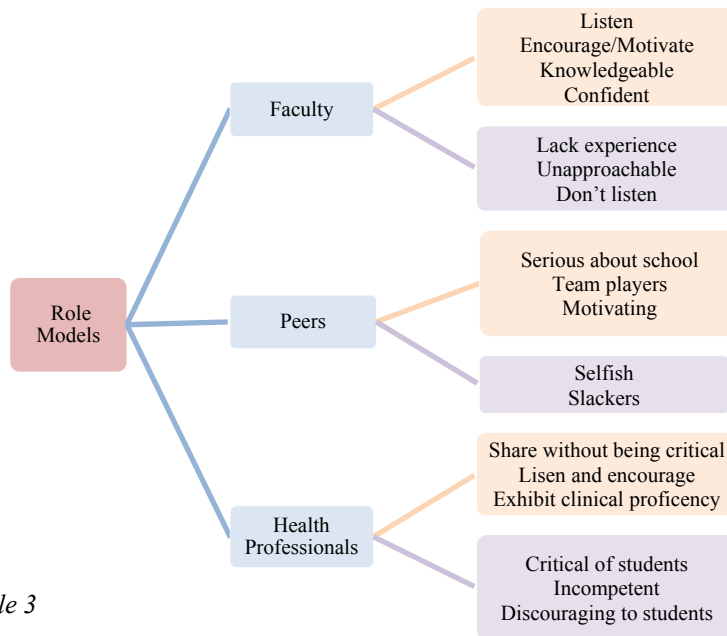 Role
Models
Faculty
Listen
Encourage/Motivate
Knowledgeable
Confident
Lack experience
Unapproachable
Don’t listen
Peers
Serious about school
Team players
Motivating
Selfish
Slackers
Health
Professionals
Share without being critical
Lisen and encourage
Exhibit clinical proficency
Critical of students
Incompetent
Discouraging to students
le 3